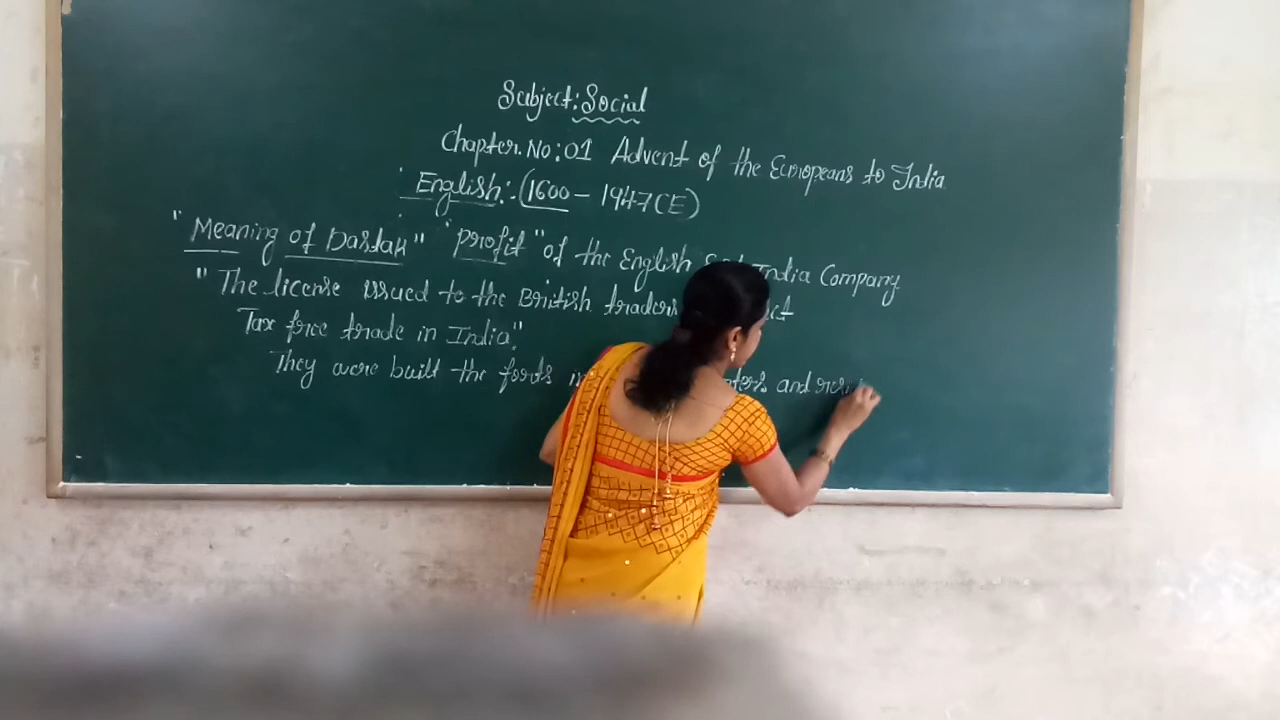 Subject: Social
Chapter. No: 01 Advent of the Europeans to India
English:- (1600 - 1947 CE)
"Meaning of Dastak" "profit" of the English India Company
"The license issued to the British traders
Tax free trade in India."
They were built the forts and